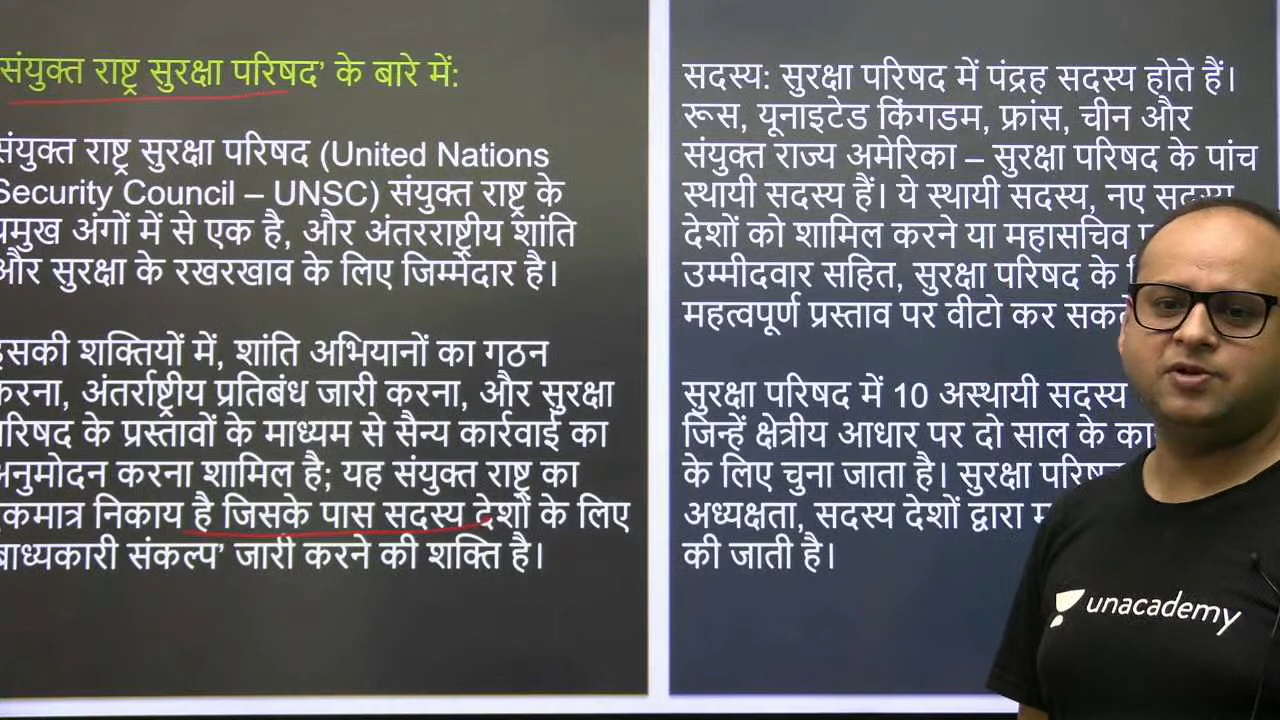 संयुक्त राष्ट्र सुरक्षा परिषद’ के बारे में:
संयुक्त राष्ट्र सुरक्षा परिषद (United Nations
Security Council – UNSC) संयुक्त राष्ट्र के
प्रमुख अंगों में से एक है, और अंतरराष्ट्रीय शांति
और सुरक्षा के रखरखाव के लिए जिम्मेदार है।
इसकी शक्तियों में, शांति अभियानों का गठन
करना, अंतर्राष्ट्रीय प्रतिबंध जारी करना, और सुरक्षा
परिषद के प्रस्तावों के माध्यम से सैन्य कार्रवाई का
अनुमोदन करना शामिल है; यह संयुक्त राष्ट्र का
एकमात्र निकाय है जिसके पास सदस्य देशों के लिए
बाध्यकारी संकल्प’ जारी करने की शक्ति है।
सदस्य: सुरक्षा परिषद में पंद्रह सदस्य होते हैं।
रूस, यूनाइटेड किंगडम, फ्रांस, चीन और
संयुक्त राज्य अमेरिका – सुरक्षा परिषद के पांच
स्थायी सदस्य हैं। ये स्थायी सदस्य, नए सदस्य
देशों को शामिल करने या महासचिव
उम्मीदवार सहित, सुरक्षा परिषद के
महत्वपूर्ण प्रस्ताव पर वीटो कर
सुरक्षा परिषद में 10 अस्थायी सदस्य
जिन्हें क्षेत्रीय आधार पर दो साल के
के लिए चुना जाता है। सुरक्षा
अध्यक्षता, सदस्य देशों द्वारा
की जाती है।
unacademy